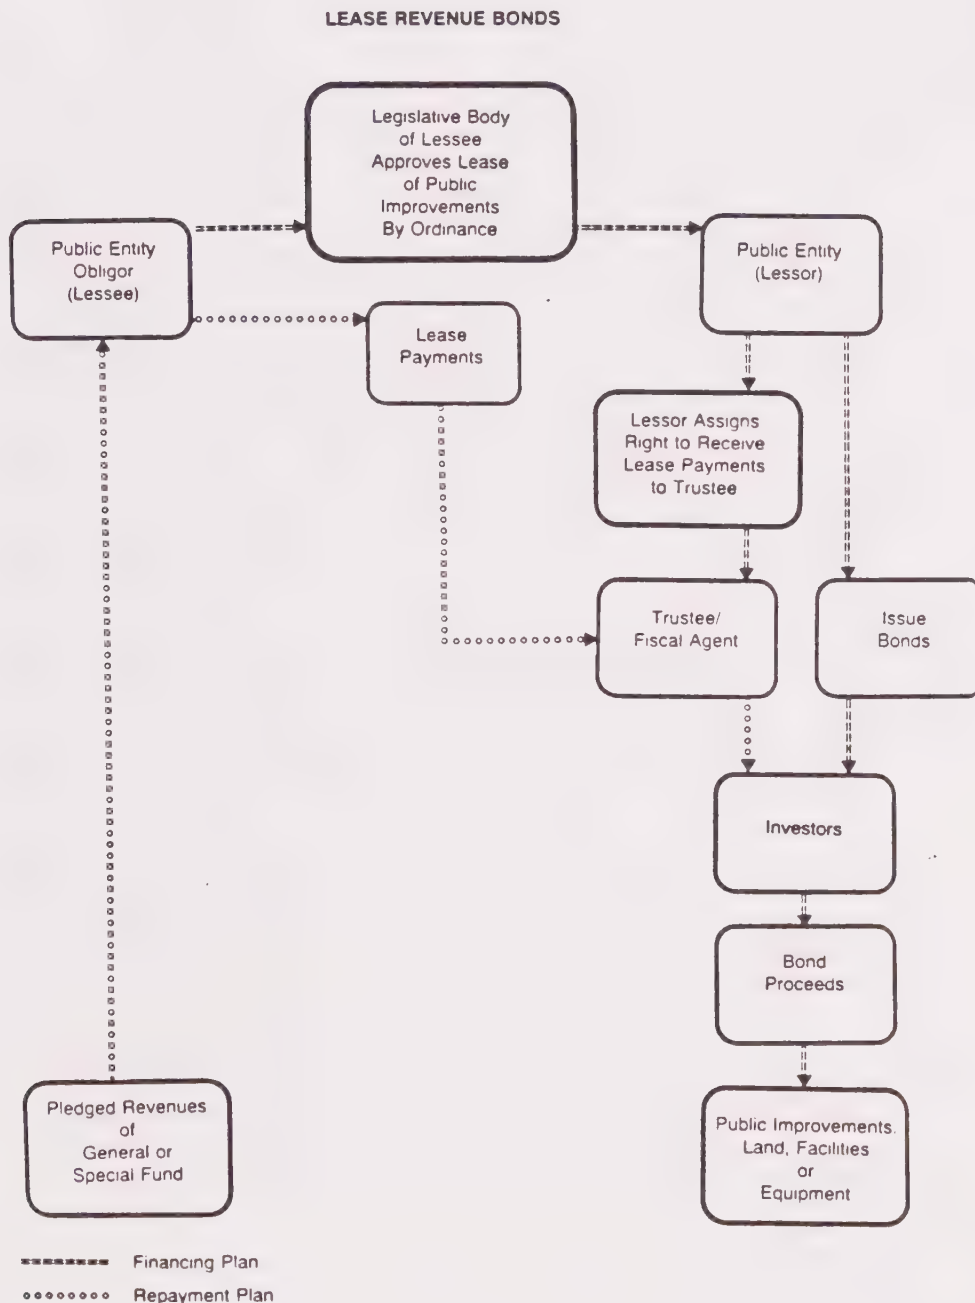 LEASE REVENUE BONDS
Legislative Body
of Lessee
Approves Lease
of Public
Improvements
By Ordinance
Public Entity
Obligor
(Lessee)
Public Entity
(Lessor)
Lease
Payments
Lessor Assigns
Right to Receive
Lease Payments
to Trustee
Trustee/
Fiscal Agent
Issue
Bonds
Investors
Bond
Proceeds
Pledged Revenues
of
General or
Special Fund
Public Improvements.
Land, Facilities
or
Equipment
Financing Plan
Repayment Plan